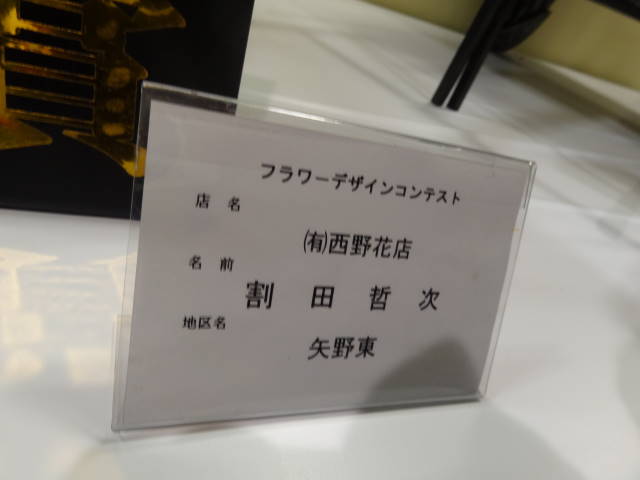 フラワーデザインコンテスト
店名
㈲西野花店
名前
割田哲次
地区名
矢野東